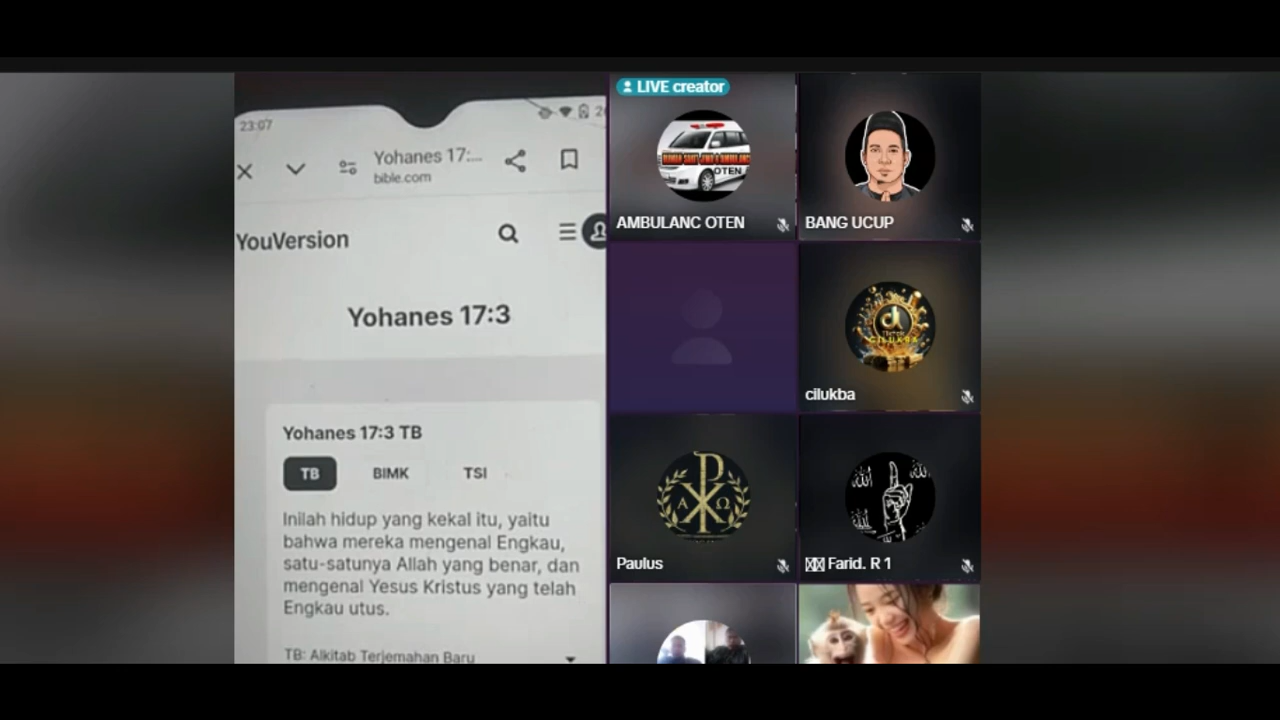 23:07
Yohanes 17:...
bible.com
YouVersion
Yohanes 17:3
Yohanes 17:3 TB
TB BIMK TSI
Inilah hidup yang kekal itu, yaitu
bahwa mereka mengenal Engkau,
satu-satunya Allah yang benar, dan
mengenal Yesus Kristus yang telah
Engkau utus.
TB: Alkitab Terjemahan Baru
LIVE creator
OTEN
AMBULANC OTEN
BANG UCUP
CILUKBA
cilukba
Α Ω
Paulus
Farid. R 1